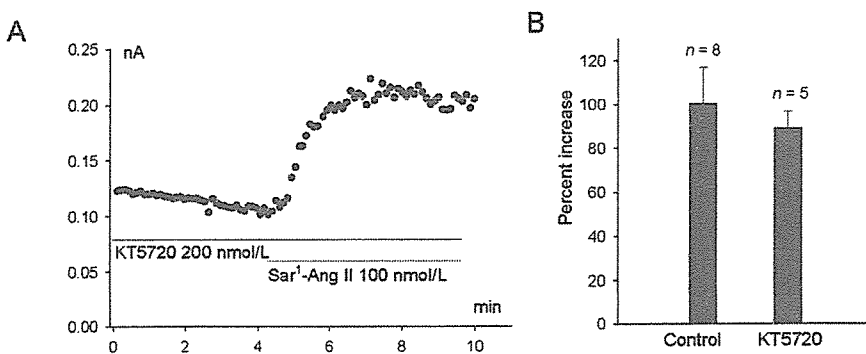 A
nA
0.25
0.20
0.15
0.10
0.05
0.00
KT5720 200 nmol/L
Sar¹-Ang II 100 nmol/L
min
0 2 4 6 8 10
B
Percent increase
120
100
80
60
40
20
0
n = 8
n = 5
Control KT5720